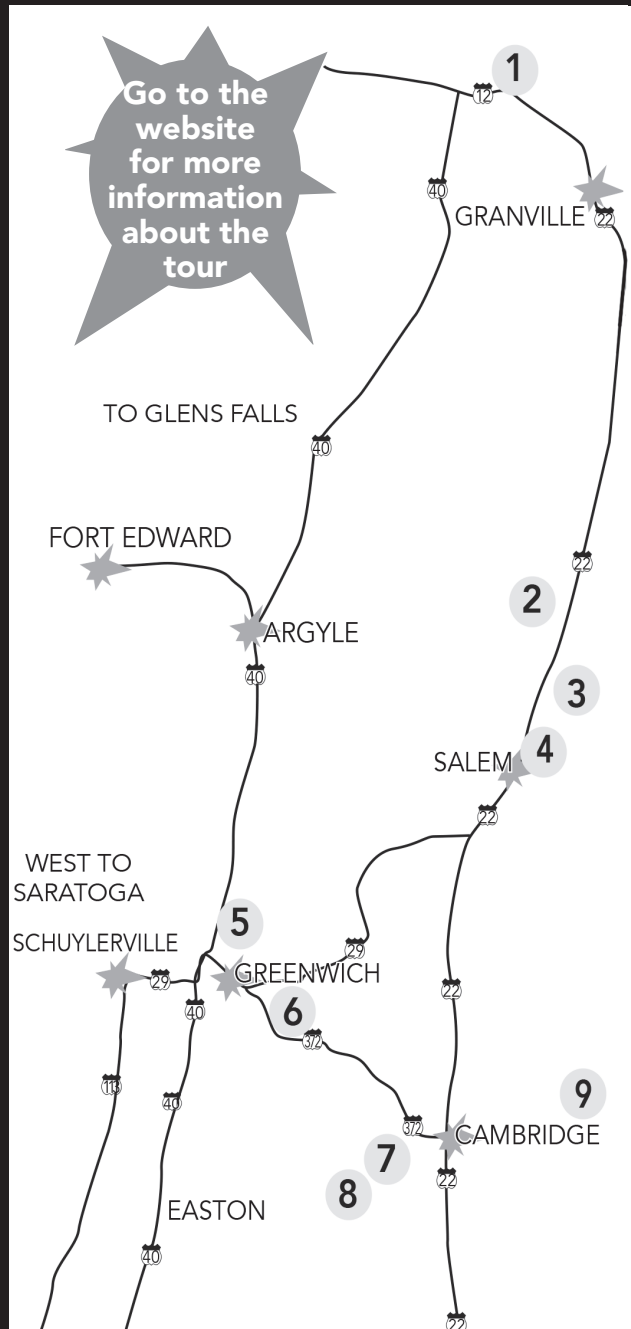 Go to the
website
for more
information
about the
tour
1
12
40
GRANVILLE
22
TO GLENS FALLS
40
FORT EDWARD
22
2
ARGYLE
40
3
SALEM
4
22
WEST TO
SARATOGA
5
SCHUYLERVILLE
29
29
GREENWICH
40
22
6
372
113
40
9
372
CAMBRIDGE
7
22
8
EASTON
40
22